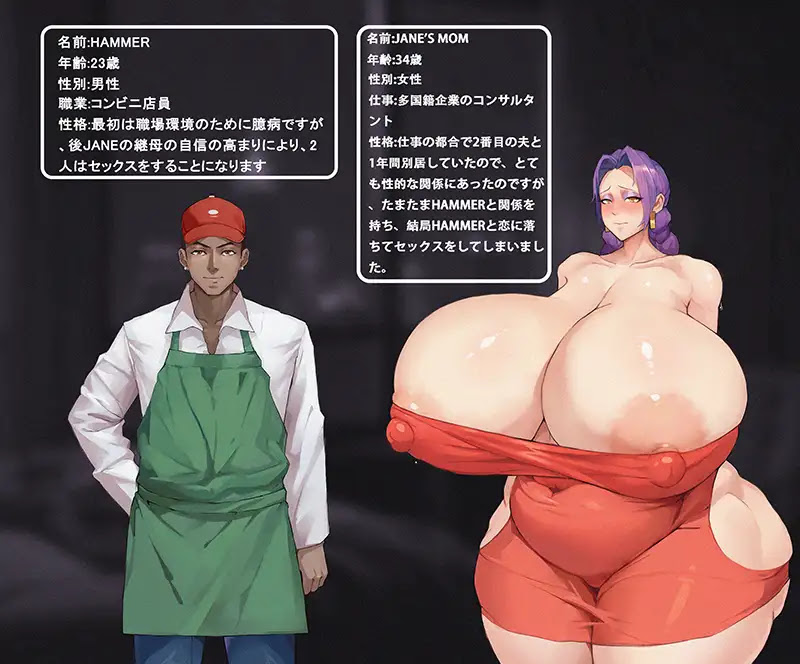 名前:HAMMER
年齢:23歳
性別:男性
職業:コンビニ店員
性格:最初は職場環境のために臆病ですが
、後JANEの継母の自信の高まりにより、2
人はセックスをすることになります
名前:JANE'S MOM
年齢:34歳
性別:女性
仕事:多国籍企業のコンサルタ
ント
性格:仕事の都合で2番目の夫と
1年間別居していたので、とて
も性的な関係にあったのですが
、たまたまHAMMERと関係を
持ち、結局HAMMERと恋に落
ちてセックスをしてしまいまし
た。